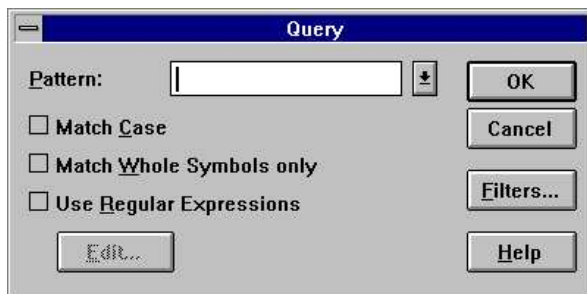 Query
Pattern:
OK
Match Case
Cancel
Match Whole Symbols only
Use Regular Expressions
Filters...
Edit...
Help